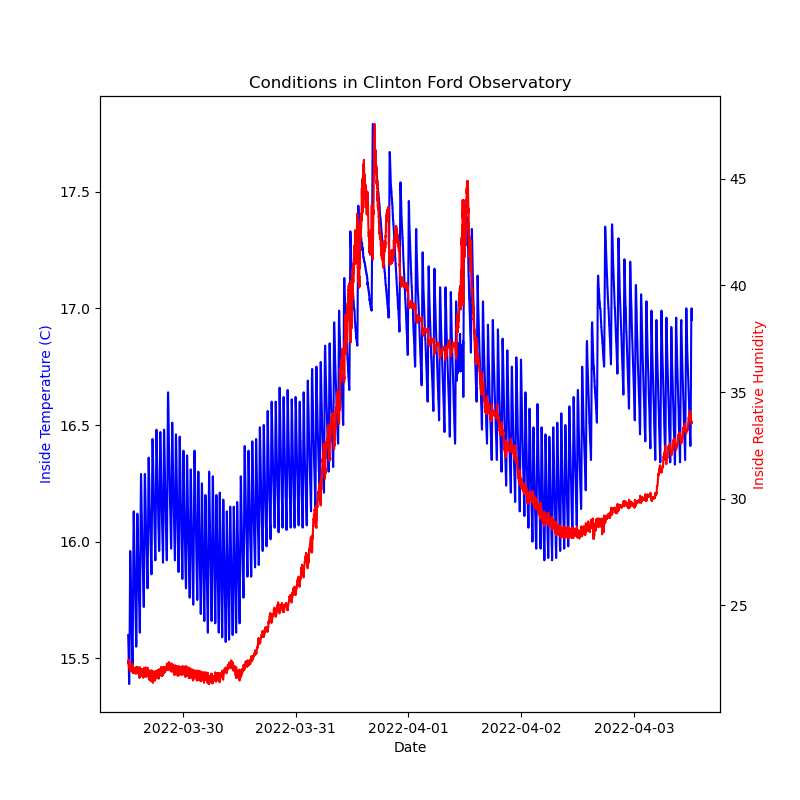 Conditions in Clinton Ford Observatory
Inside Temperature (C)
17.5
17.0
16.5
16.0
15.5
45
40
35
30
25
Inside Relative Humidity
2022-03-30 2022-03-31 2022-04-01 2022-04-02 2022-04-03
Date